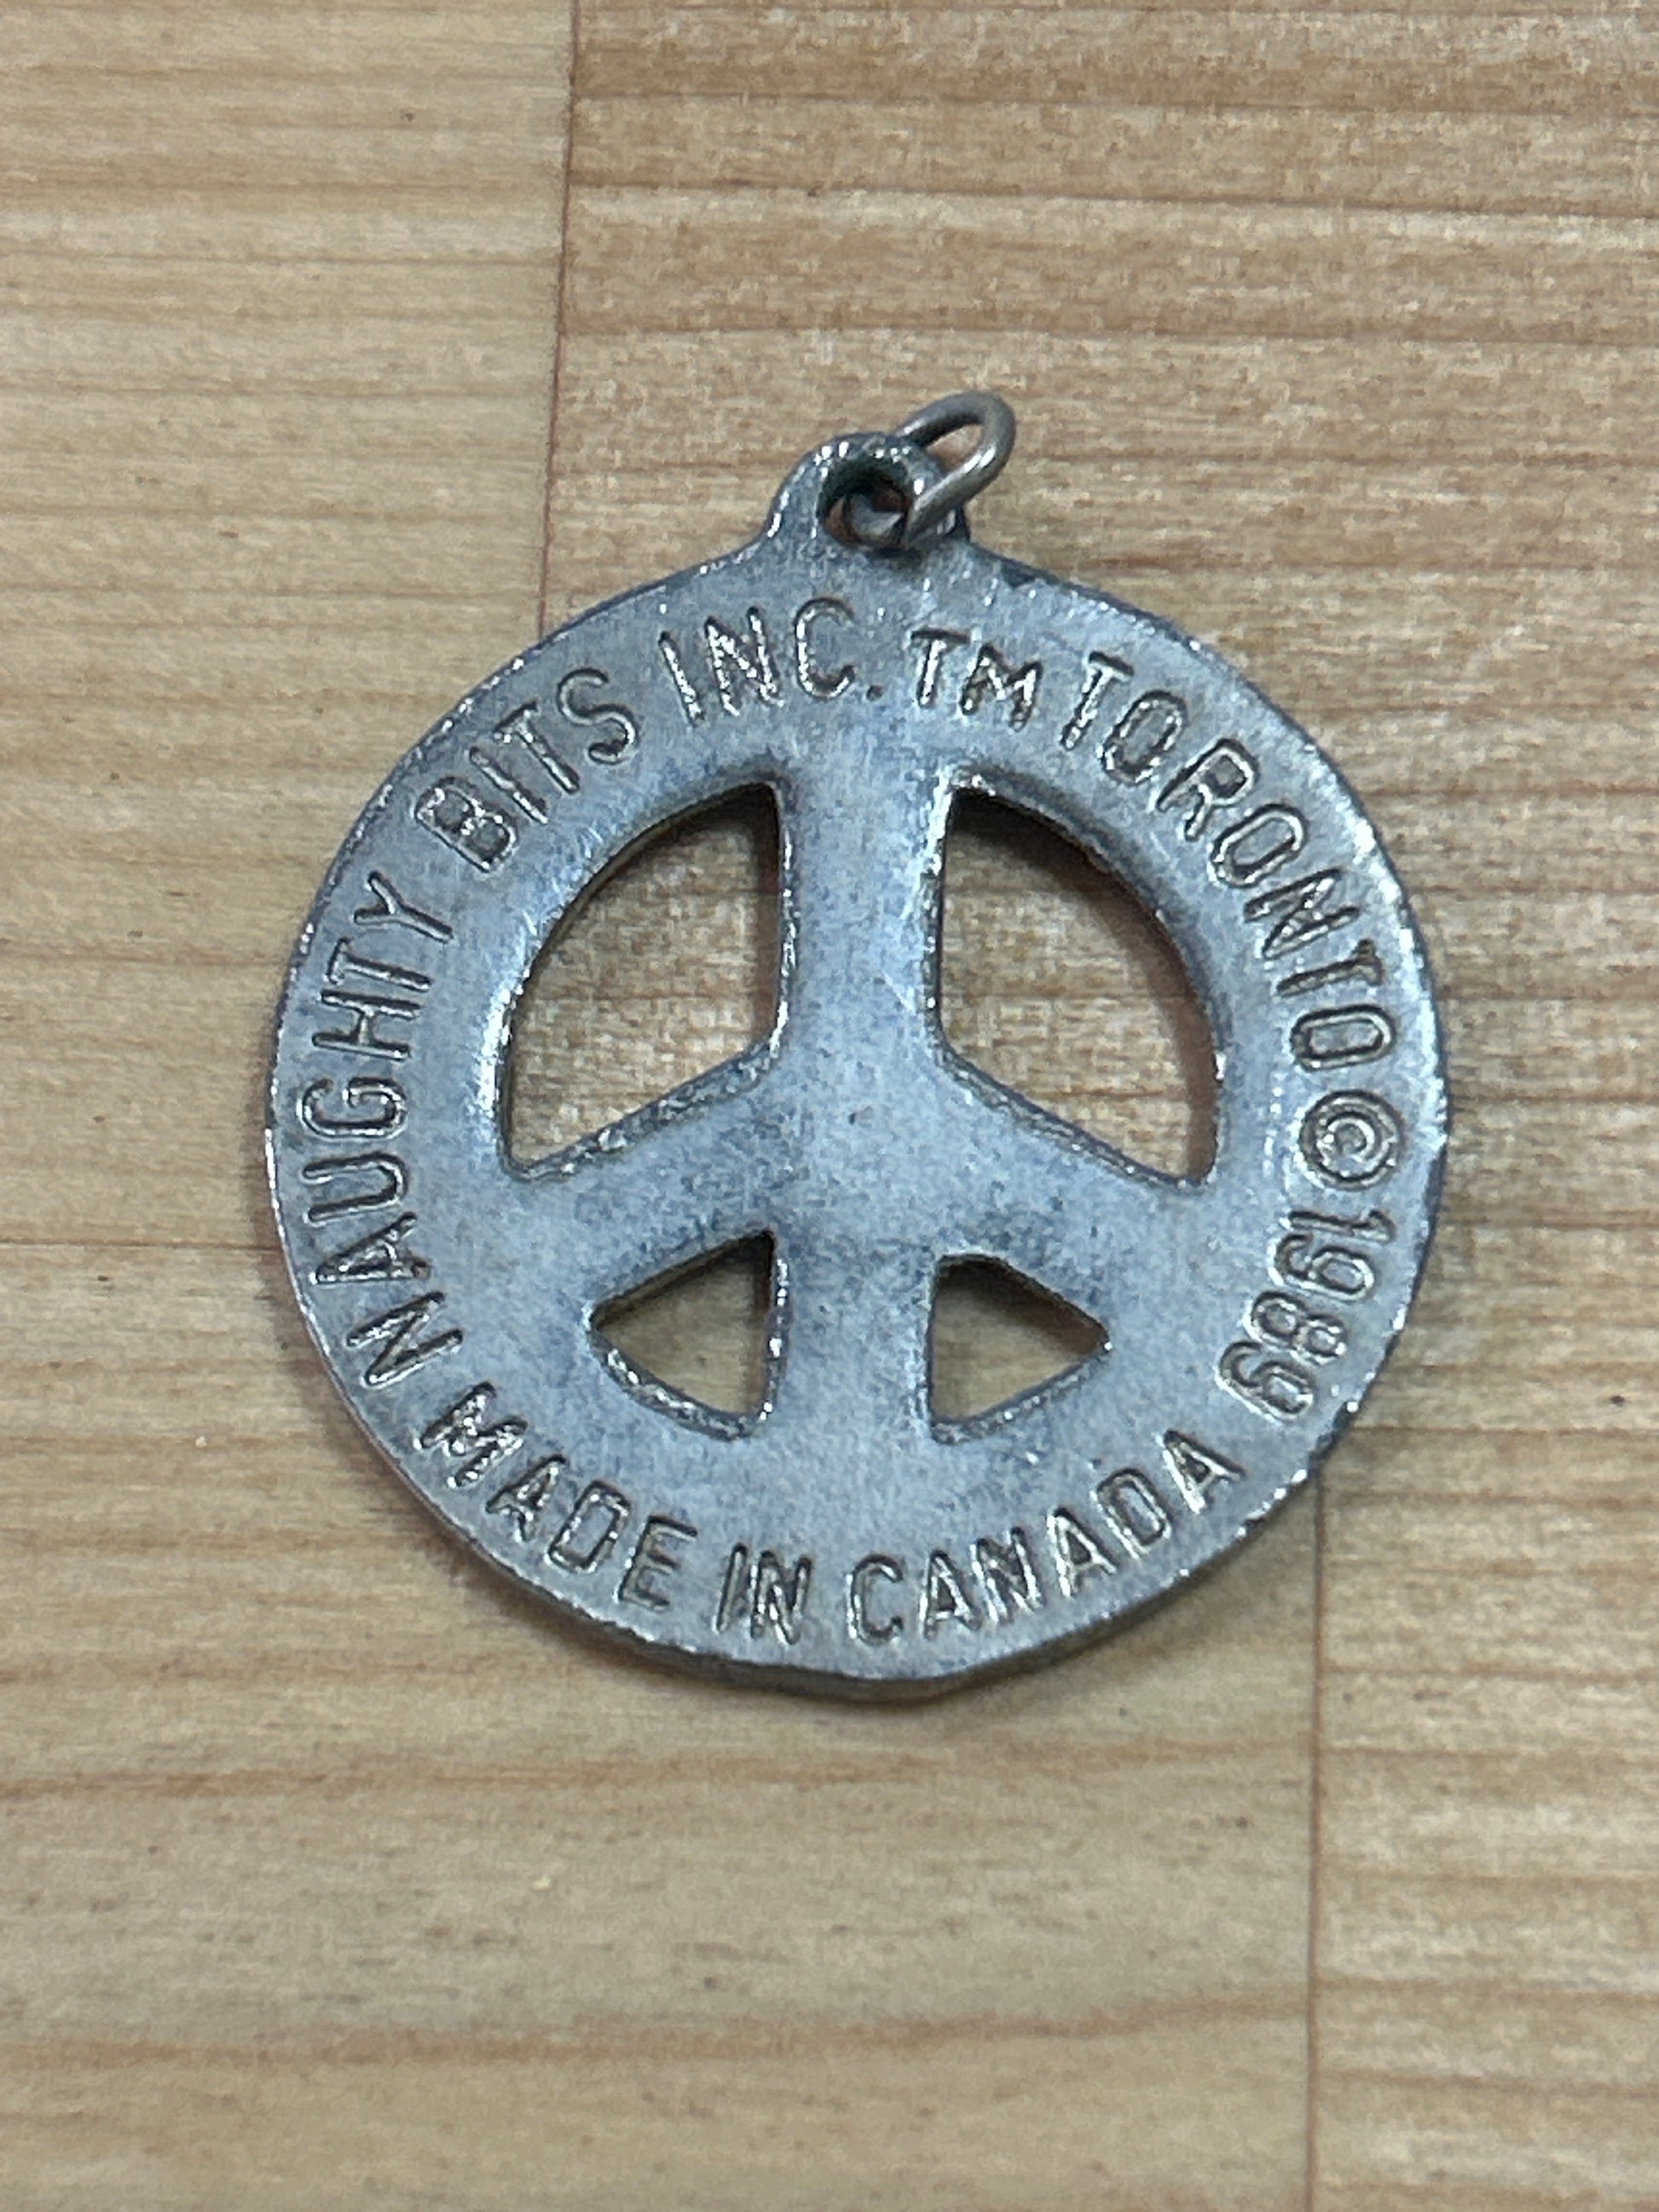 NAUGHTY BITS INC. TM TORONTO © 1989
MADE IN CANADA